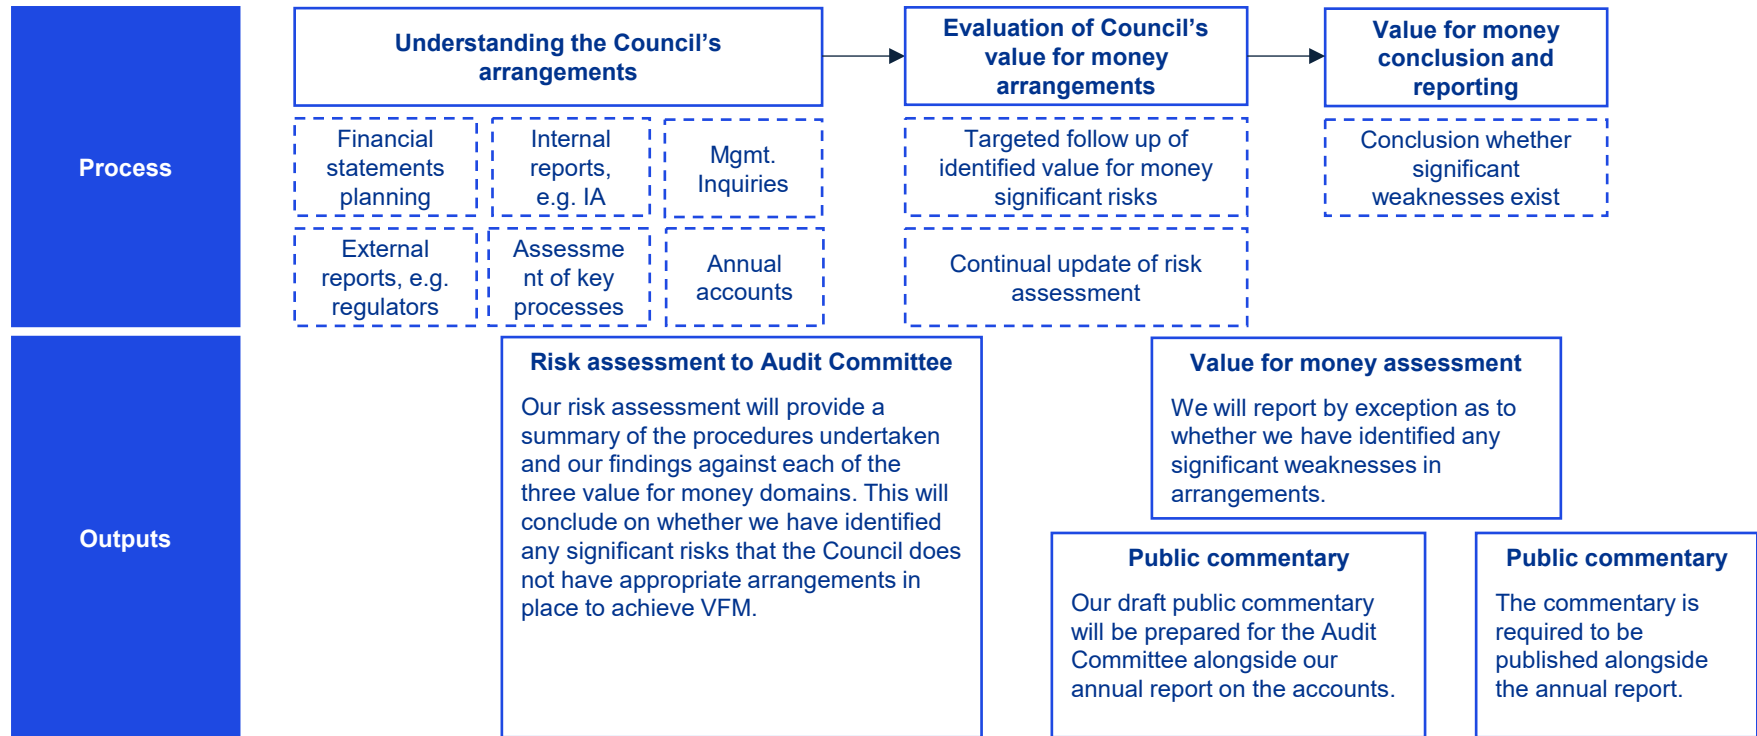 Process
Understanding the Council’s
arrangements
Evaluation of Council’s
value for money
arrangements
Value for money
conclusion and
reporting
Financial
statements
planning
Internal
reports,
e.g. IA
Mgmt.
Inquiries
Targeted follow up of
identified value for money
significant risks
Conclusion whether
significant
weaknesses exist
External
reports, e.g.
regulators
Assessme
nt of key
processes
Annual
accounts
Continual update of risk
assessment
Outputs
Risk assessment to Audit Committee
Our risk assessment will provide a
summary of the procedures undertaken
and our findings against each of the
three value for money domains. This will
conclude on whether we have identified
any significant risks that the Council does
not have appropriate arrangements in
place to achieve VFM.
Value for money assessment
We will report by exception as to
whether we have identified any
significant weaknesses in
arrangements.
Public commentary
Our draft public commentary
will be prepared for the Audit
Committee alongside our
annual report on the accounts.
Public commentary
The commentary is
required to be
published alongside
the annual report.